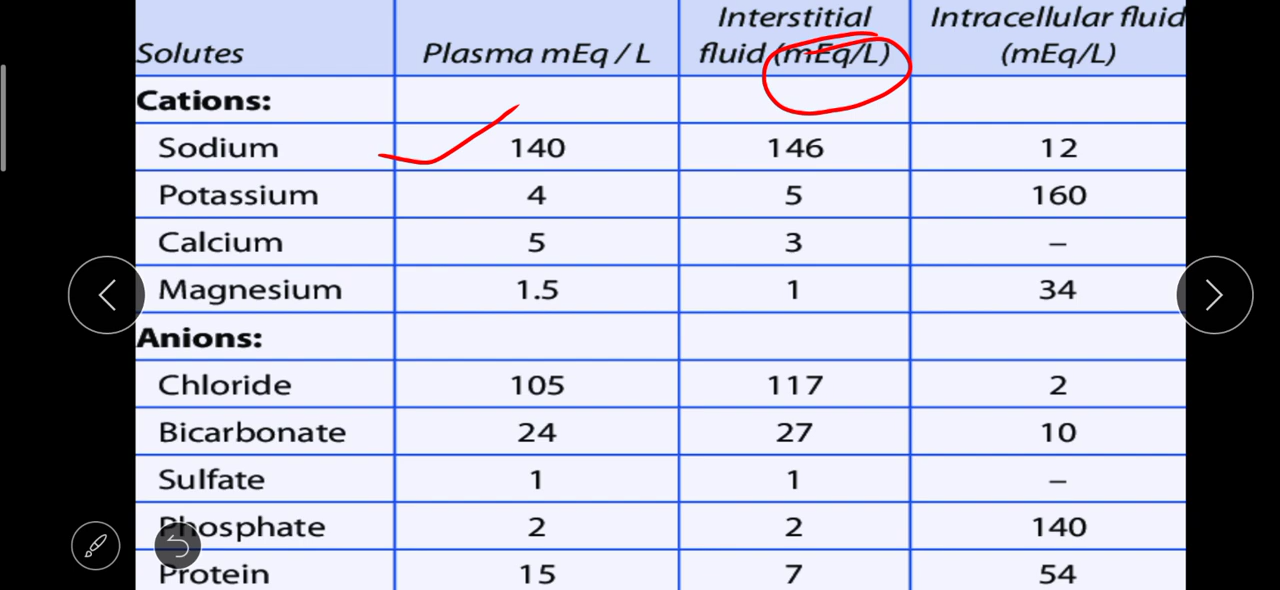 Solutes Plasma mEq / L Interstitial fluid (mEq/L) Intracellular fluid (mEq/L)
Cations:
Sodium 140 146 12
Potassium 4 5 160
Calcium 5 3 –
Magnesium 1.5 1 34
Anions:
Chloride 105 117 2
Bicarbonate 24 27 10
Sulfate 1 1 –
Phosphate 2 2 140
Protein 15 7 54